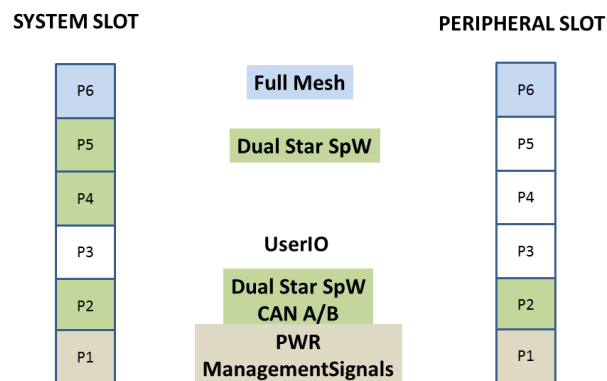 SYSTEM SLOT
PERIPHERAL SLOT
P6
Full Mesh
P6
P5
Dual Star SpW
P5
P4
P4
P3
UserIO
P3
P2
Dual Star SpW
CAN A/B
P2
P1
PWR
ManagementSignals
P1